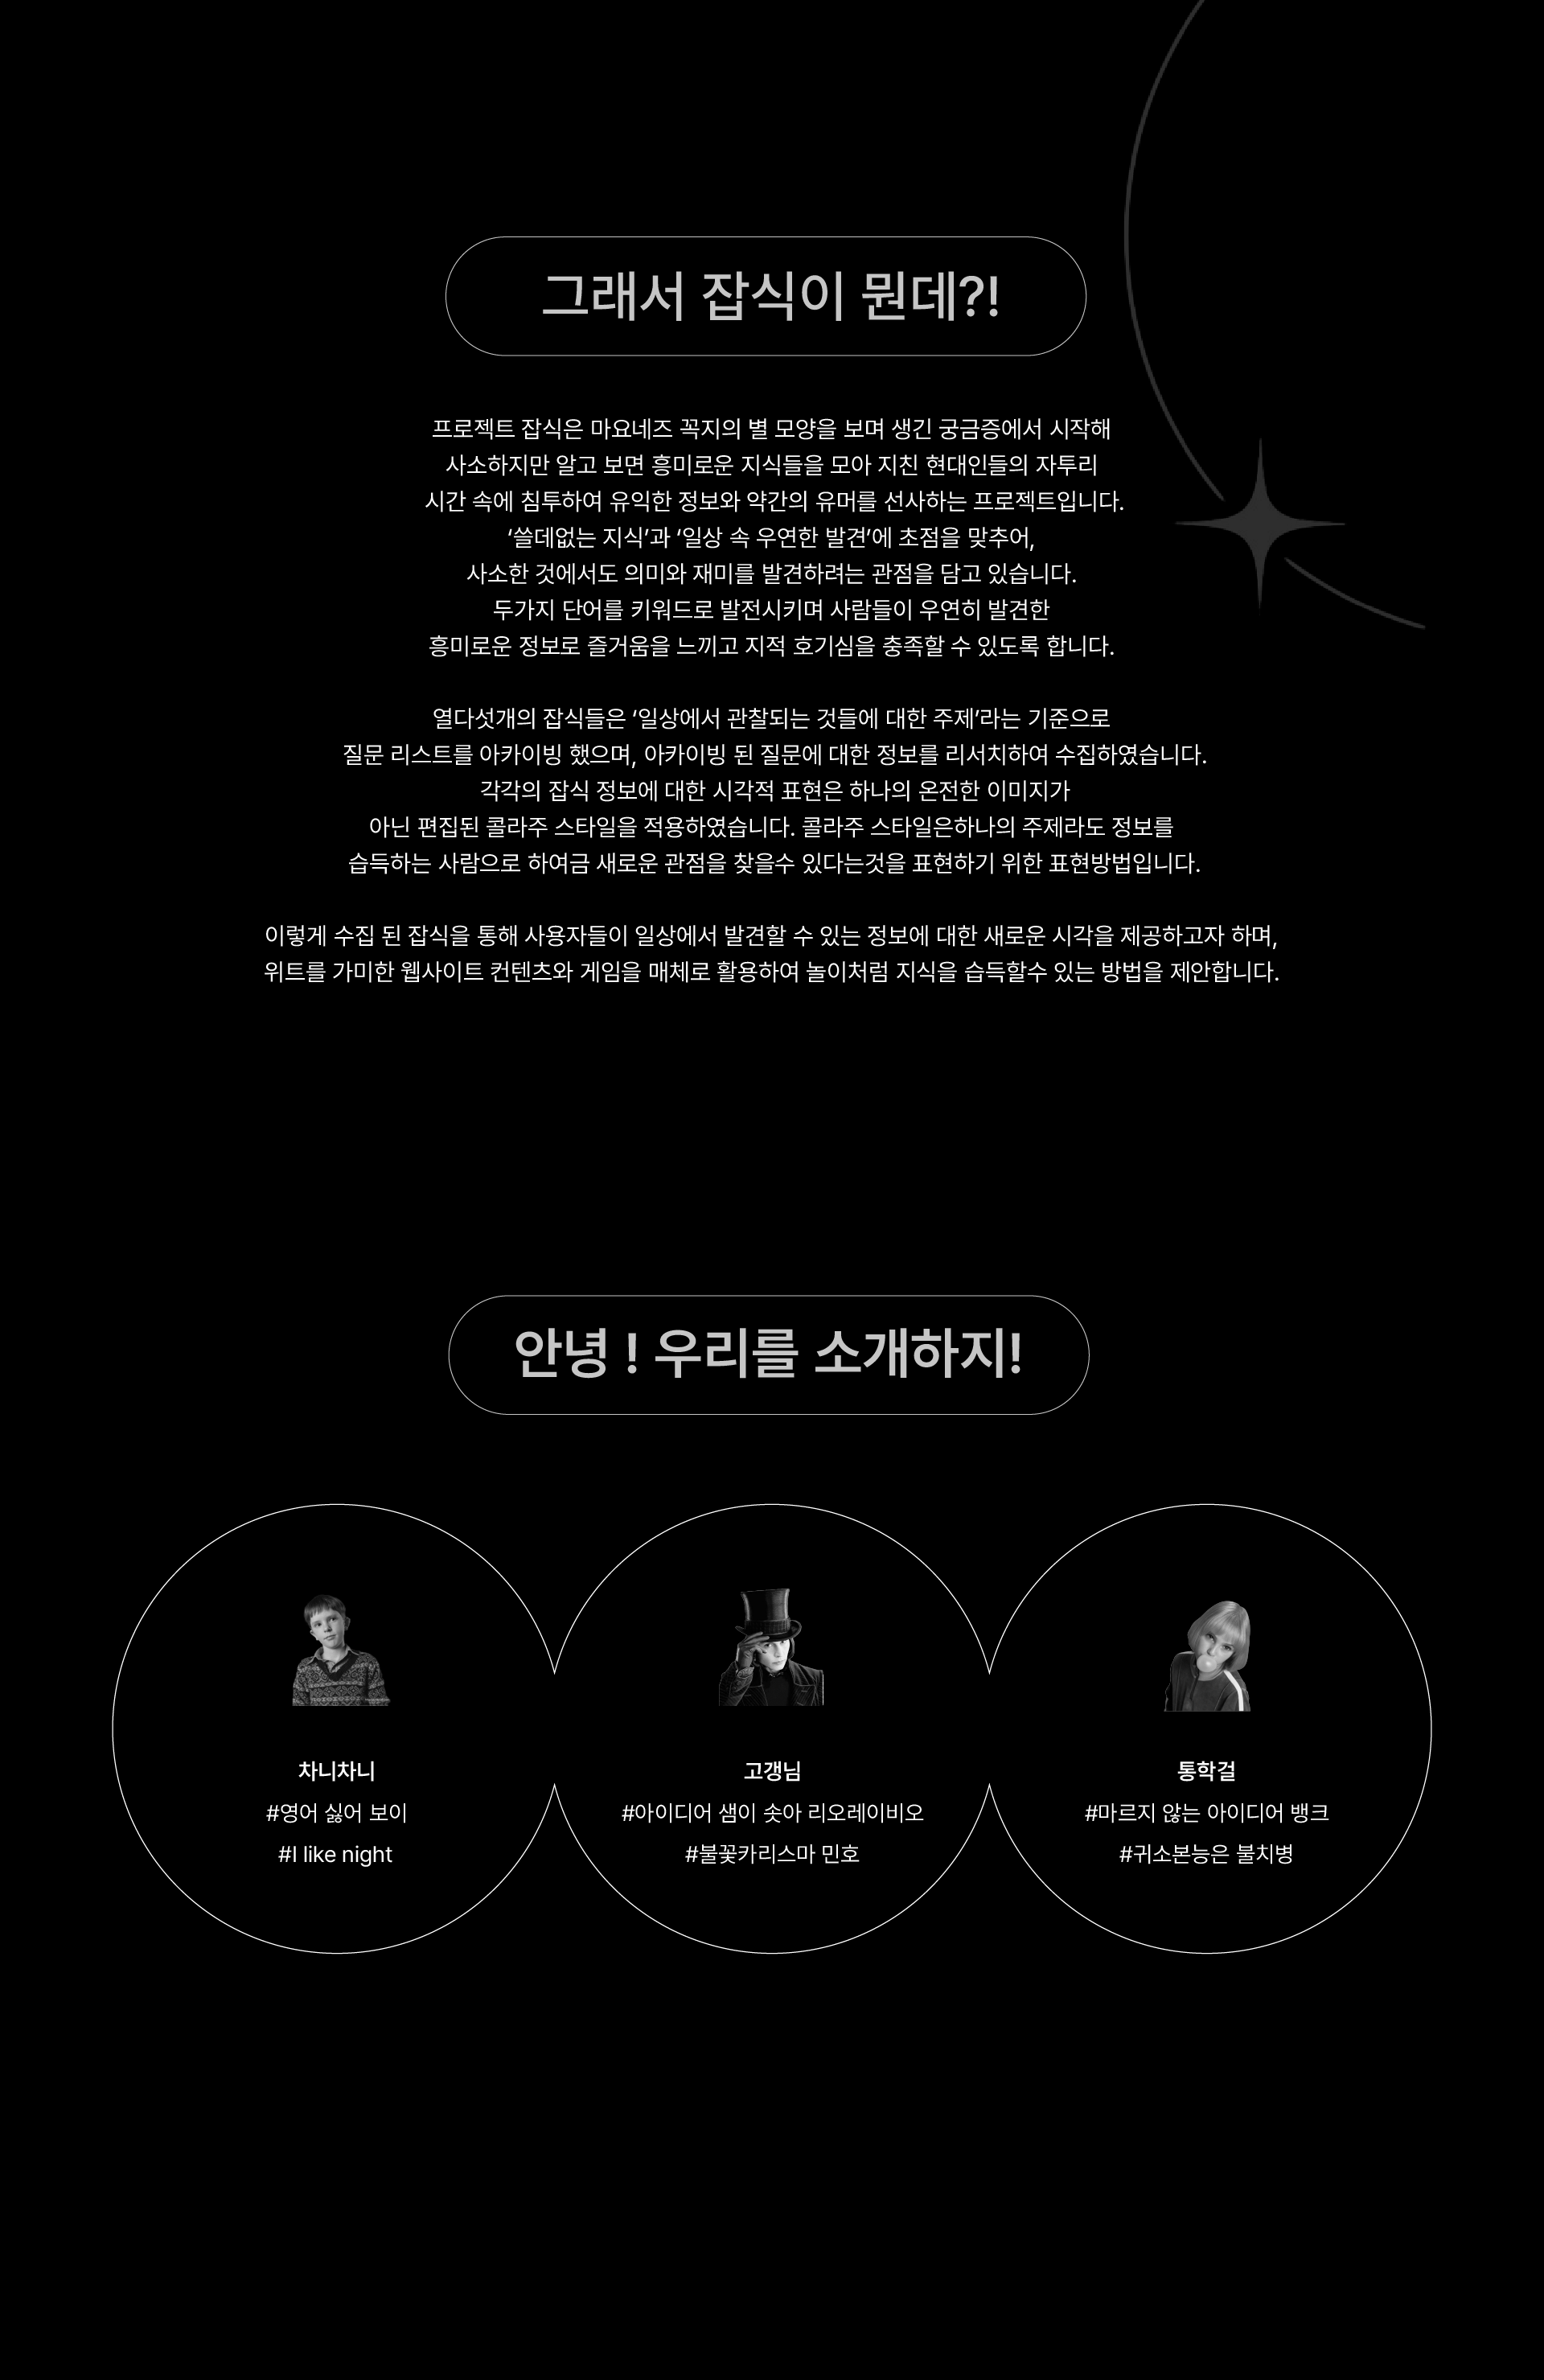 그래서 잡식이 뭔데?!
프로젝트 잡식은 마요네즈 꼭지의 별 모양을 보며 생긴 궁금증에서 시작해
사소하지만 알고 보면 흥미로운 지식들을 모아 지친 현대인들의 자투리
시간 속에 침투하여 유익한 정보와 약간의 유머를 선사하는 프로젝트입니다.
‘쓸데없는 지식’과 ‘일상 속 우연한 발견’에 초점을 맞추어,
사소한 것에서도 의미와 재미를 발견하려는 관점을 담고 있습니다.
두가지 단어를 키워드로 발전시키며 사람들이 우연히 발견한
흥미로운 정보로 즐거움을 느끼고 지적 호기심을 충족할 수 있도록 합니다.
열다섯개의 잡식들은 ‘일상에서 관찰되는 것들에 대한 주제’라는 기준으로
질문 리스트를 아카이빙 했으며, 아카이빙 된 질문에 대한 정보를 리서치하여 수집하였습니다.
각각의 잡식 정보에 대한 시각적 표현은 하나의 온전한 이미지가
아닌 편집된 콜라주 스타일을 적용하였습니다. 콜라주 스타일은하나의 주제라도 정보를
습득하는 사람으로 하여금 새로운 관점을 찾을수 있다는것을 표현하기 위한 표현방법입니다.
이렇게 수집 된 잡식을 통해 사용자들이 일상에서 발견할 수 있는 정보에 대한 새로운 시각을 제공하고자 하며,
위트를 가미한 웹사이트 컨텐츠와 게임을 매체로 활용하여 놀이처럼 지식을 습득할수 있는 방법을 제안합니다.
안녕 ! 우리를 소개하지!
차니차니
#영어 싫어 보이
#I like night
고갱님
#아이디어 샘이 솟아 리오레이비오
#불꽃카리스마 민호
통학걸
#마르지 않는 아이디어 뱅크
#귀소본능은 불치병